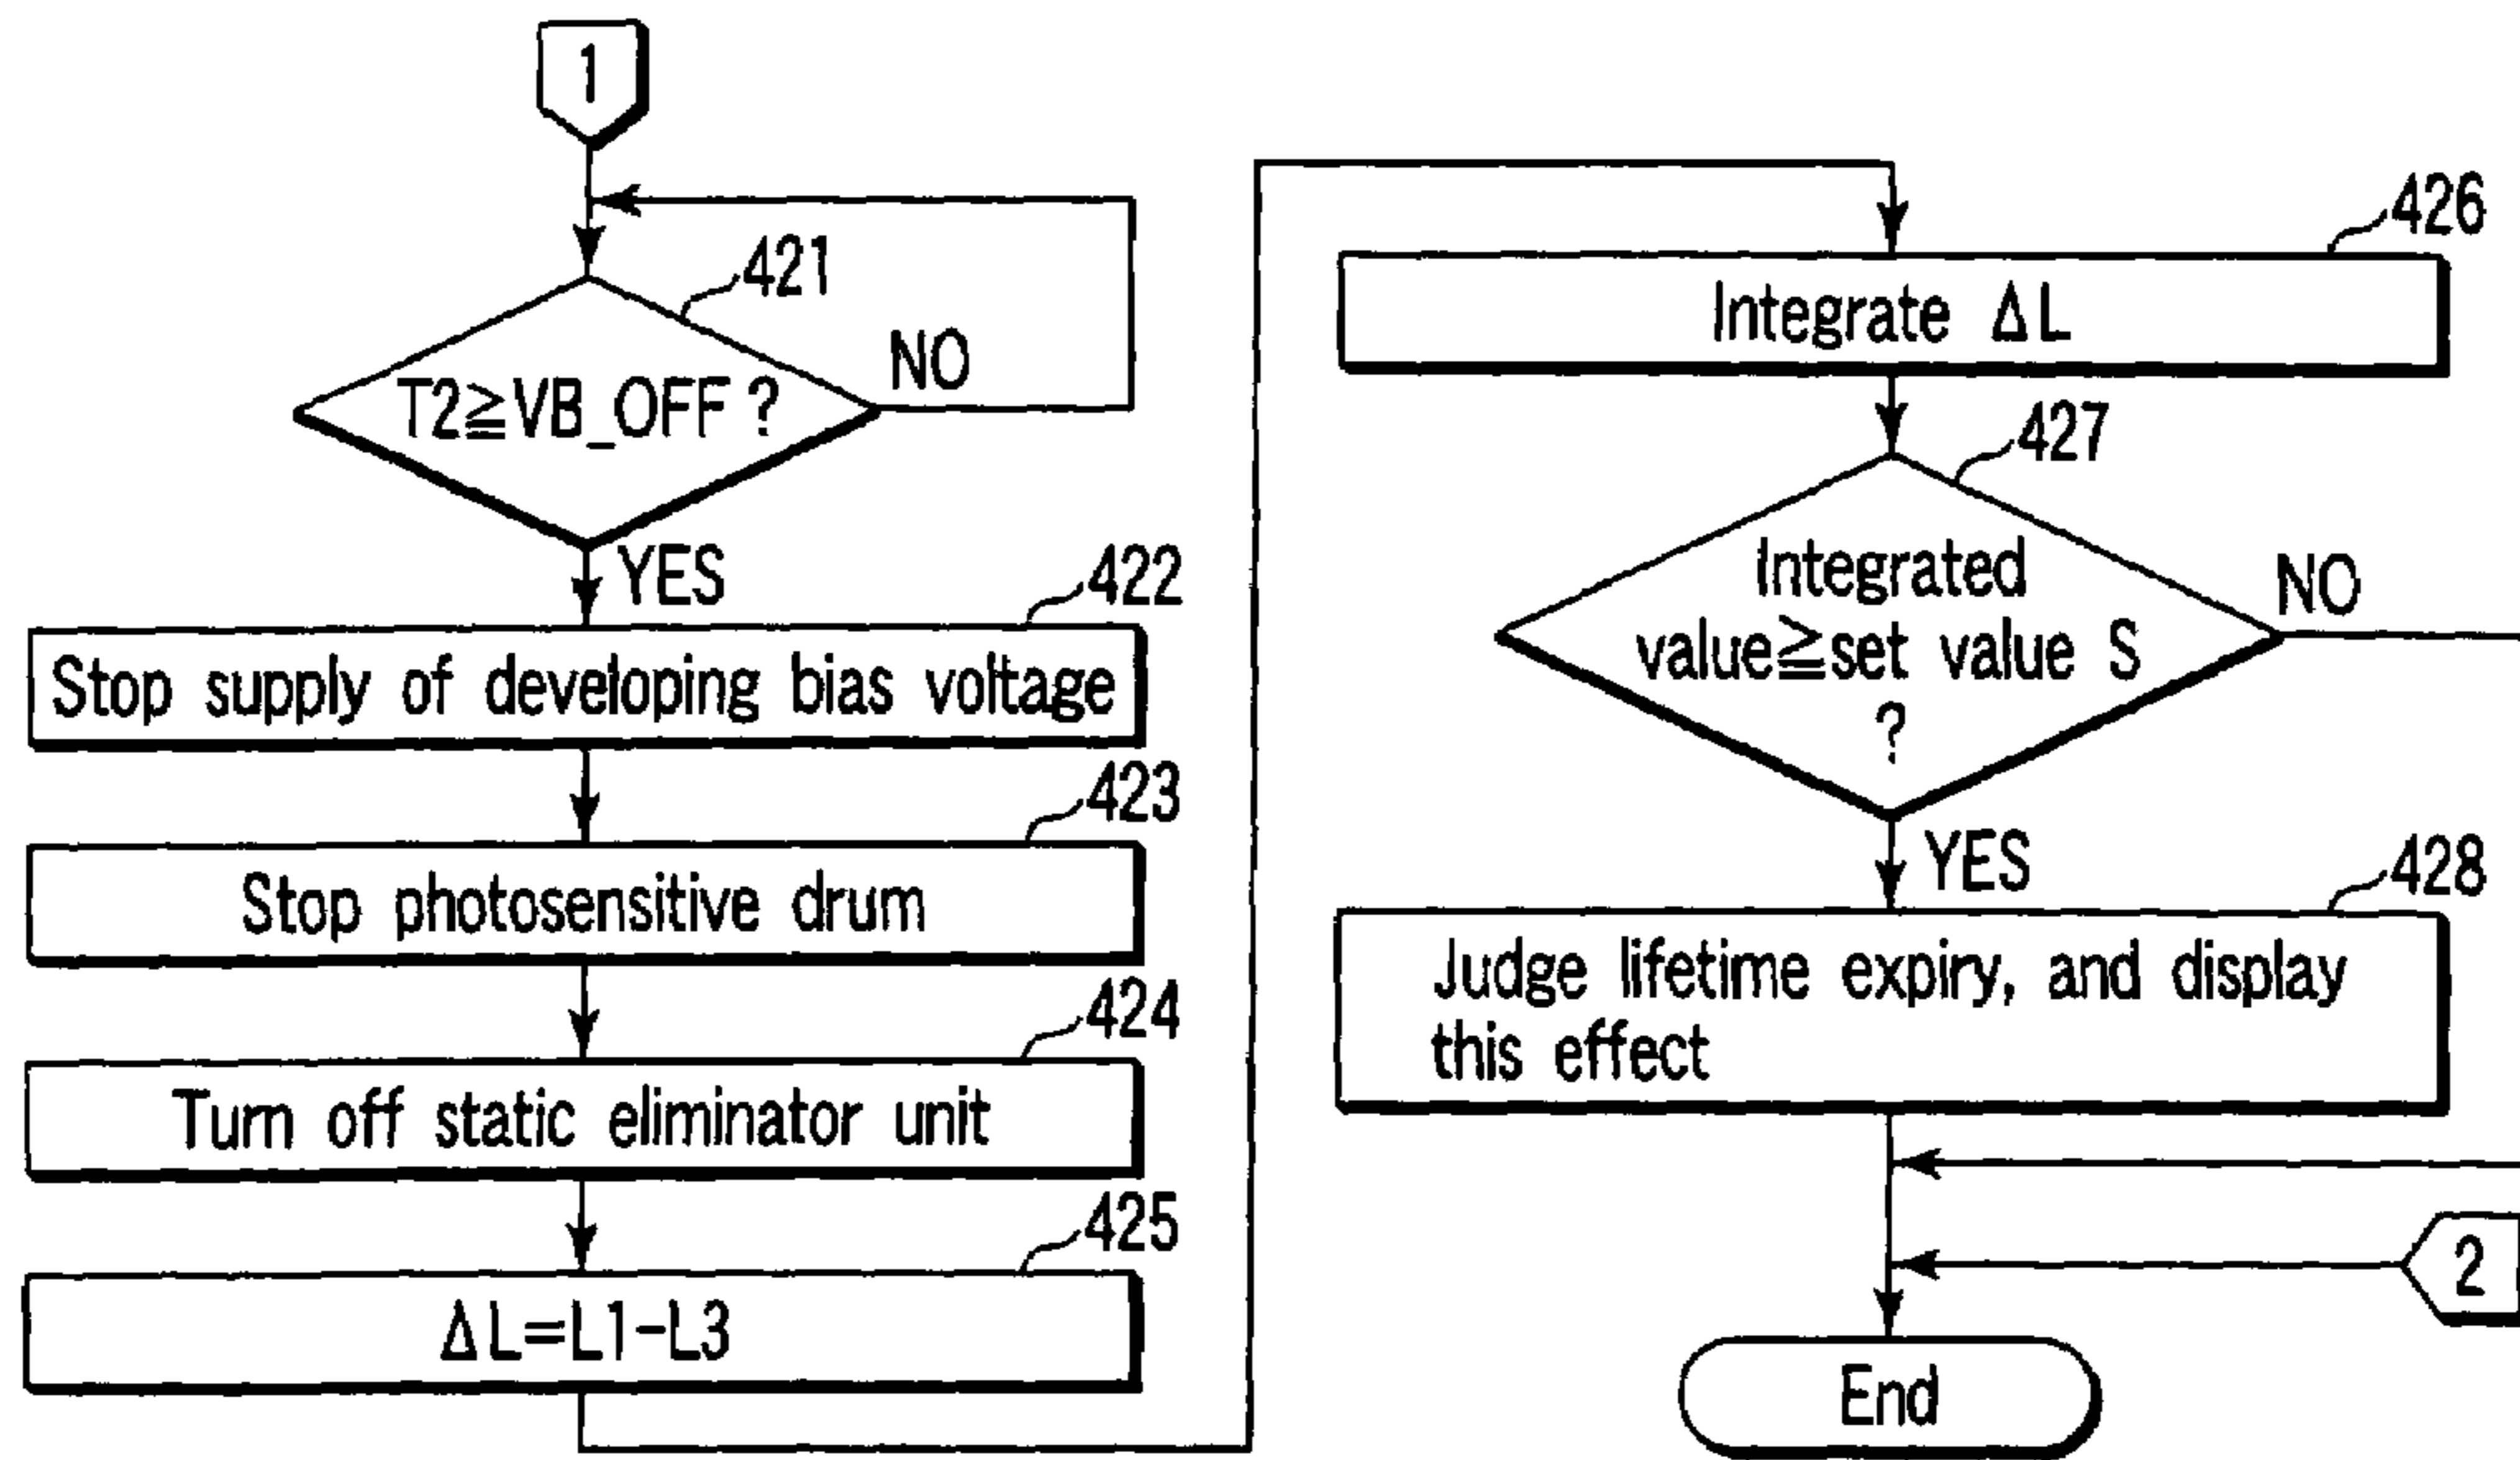 1
421
T2≧VB_OFF ?
NO
YES
422
Stop supply of developing bias voltage
423
Stop photosensitive drum
424
Turn off static eliminator unit
425
ΔL=L1-L3
426
Integrate ΔL
427
Integrated
value≧set value S
?
NO
YES
428
Judge lifetime expiry, and display
this effect
2
End